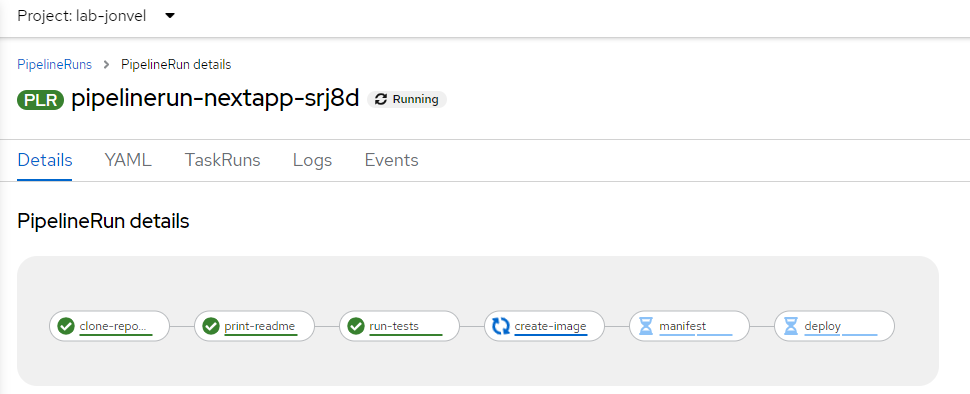 Project: lab-jonvel
PipelineRuns > PipelineRun details
PLR pipelinerun-nextapp-srj8d Running
Details YAML TaskRuns Logs Events
PipelineRun details
clone-repo... print-readme run-tests create-image manifest deploy